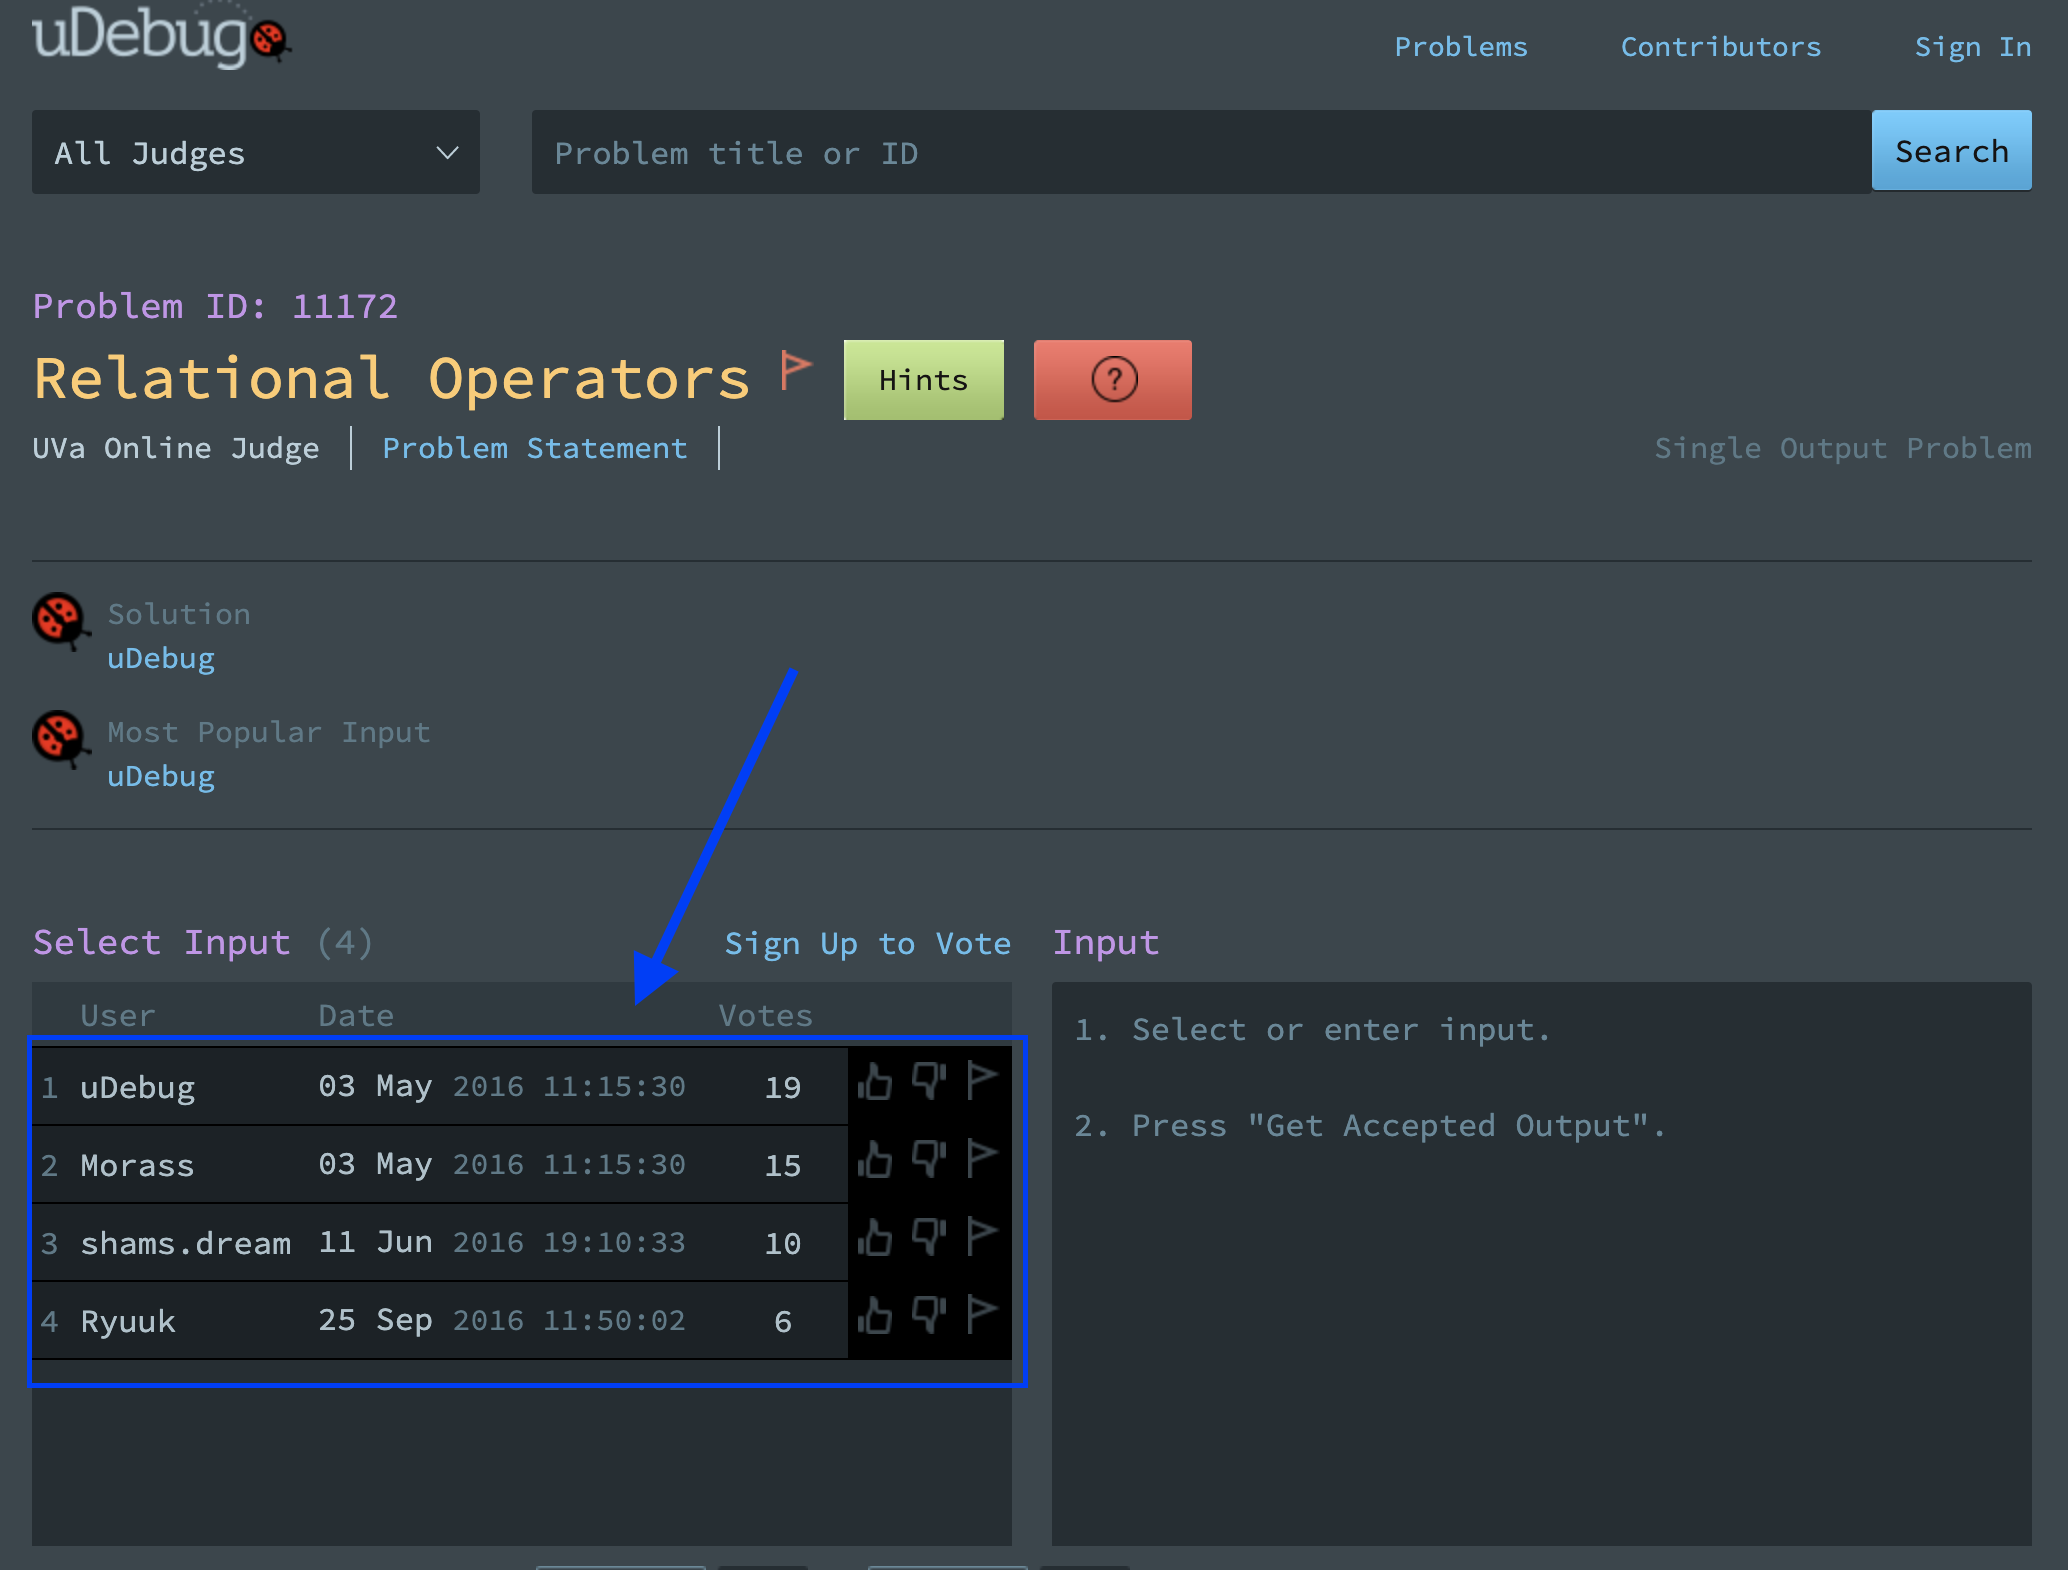 uDebug
Problems Contributors Sign In
All Judges
Problem title or ID
Search
Problem ID: 11172
Relational Operators
Hints
?
UVa Online Judge
Problem Statement
Single Output Problem
Solution
uDebug
Most Popular Input
uDebug
Select Input (4)
Sign Up to Vote
User Date Votes
1 uDebug 03 May 2016 11:15:30 19
2 Morass 03 May 2016 11:15:30 15
3 shams.dream 11 Jun 2016 19:10:33 10
4 Ryuuk 25 Sep 2016 11:50:02 6
Input
1. Select or enter input.
2. Press "Get Accepted Output".